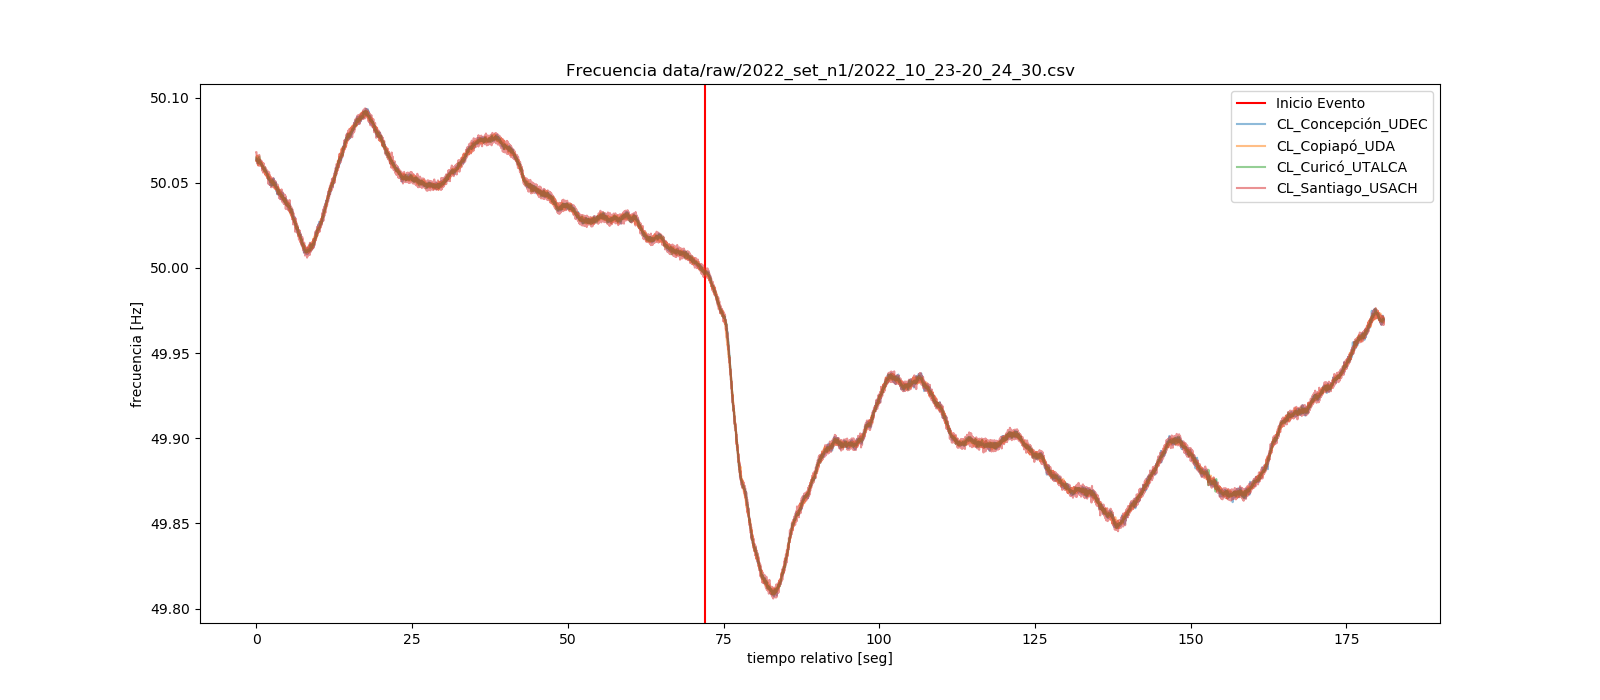 Frecuencia data/raw/2022_set_n1/2022_10_23-20_24_30.csv
frecuencia [Hz]
50.10
50.05
50.00
49.95
49.90
49.85
49.80
Inicio Evento
CL_Concepción_UDEC
CL_Copiapó_UDA
CL_Curicó_UTALCA
CL_Santiago_USACH
0 25 50 75 100 125 150 175
tiempo relativo [seg]